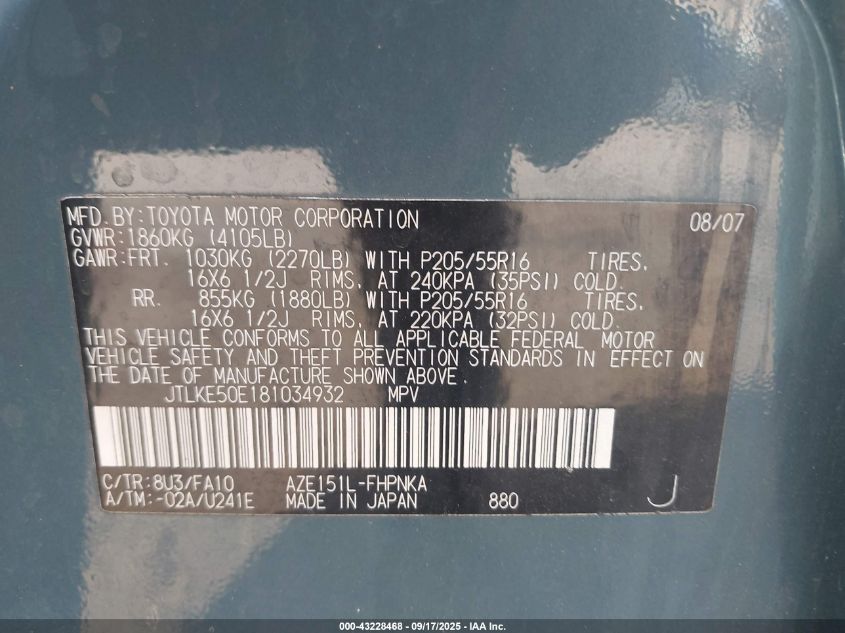 MFD.BY:TOYOTA MOTOR CORPORATION 08/07
GVWR:1860KG (4105LB)
GAWR:FRT. 1030KG (2270LB) WITH P205/55R16 TIRES,
16X6 1/2J RIMS, AT 240KPA (35PSI) COLD.
RR. 855KG (1880LB) WITH P205/55R16 TIRES,
16X6 1/2J RIMS, AT 220KPA (32PSI) COLD.
THIS VEHICLE CONFORMS TO ALL APPLICABLE FEDERAL MOTOR
VEHICLE SAFETY AND THEFT PREVENTION STANDARDS IN EFFECT ON
THE DATE OF MANUFACTURE SHOWN ABOVE.
JTLKE50E181034932 MPV
C/TR:8U3/FA10 AZE151L-FHPNKA
A/TM:-02A/U241E MADE IN JAPAN 880 J
000-43228468 - 09/17/2025 - IAA Inc.